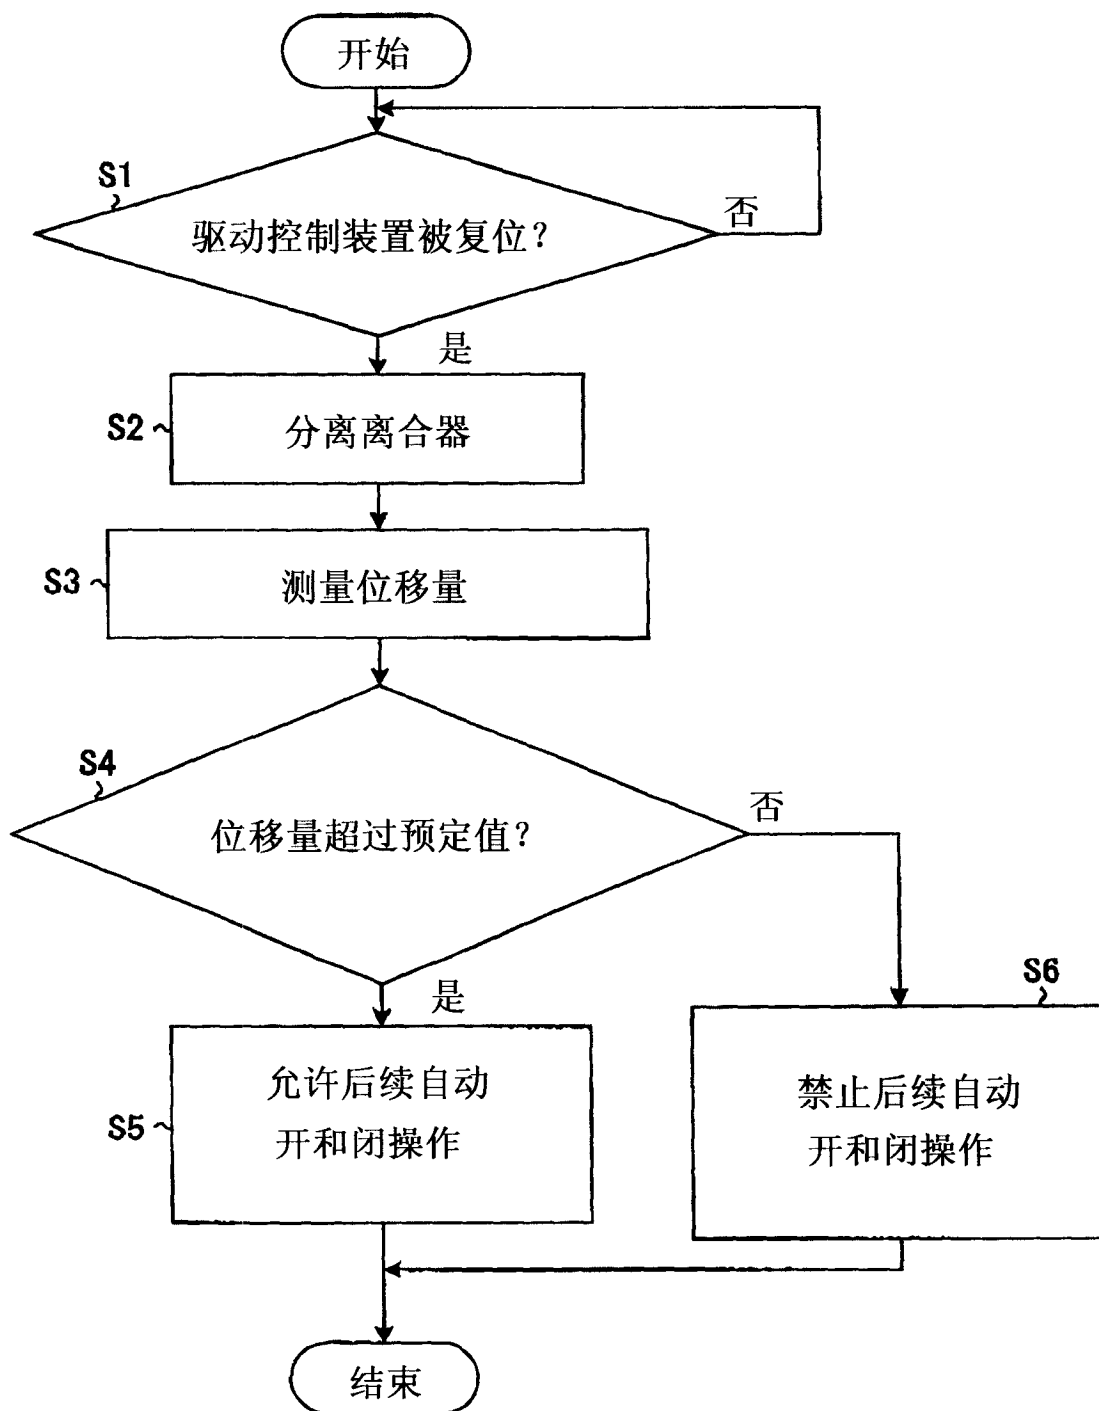 开始
S1
驱动控制装置被复位?
否
是
S2
分离离合器
S3
测量位移量
S4
位移量超过预定值?
否
是
S5
允许后续自动
开和闭操作
S6
禁止后续自动
开和闭操作
结束